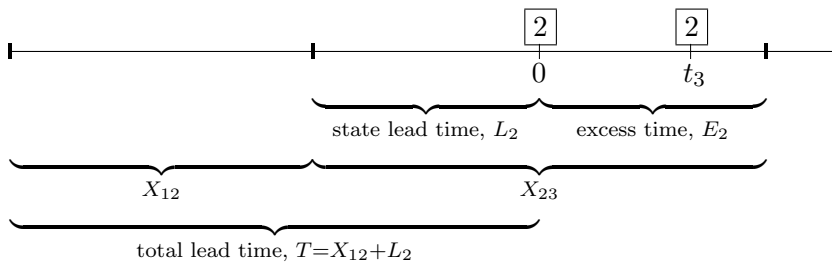 2 2
0 t₃
state lead time, L₂ excess time, E₂
X₁₂ X₂₃
total lead time, T=X₁₂+L₂